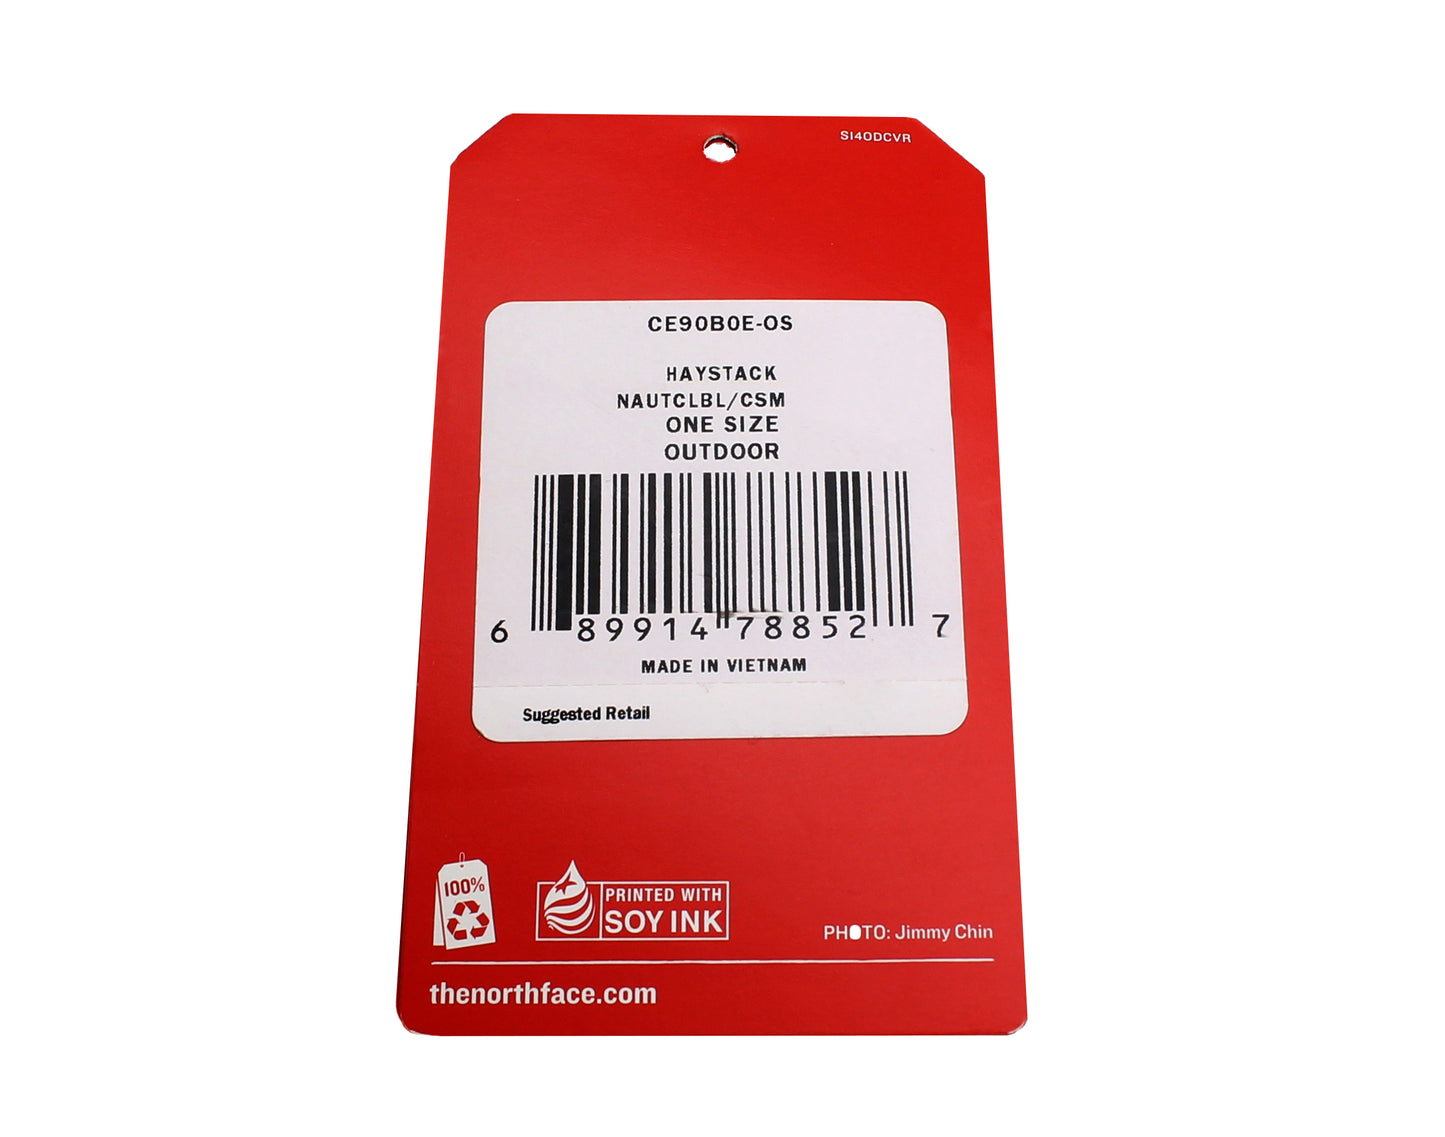 SI40DCVR
CE90B0E-OS
HAYSTACK
NAUTCLBL/CSM
ONE SIZE
OUTDOOR
6 89914 78852 7
MADE IN VIETNAM
Suggested Retail
100%
PRINTED WITH
SOY INK
PHOTO: Jimmy Chin
thenorthface.com